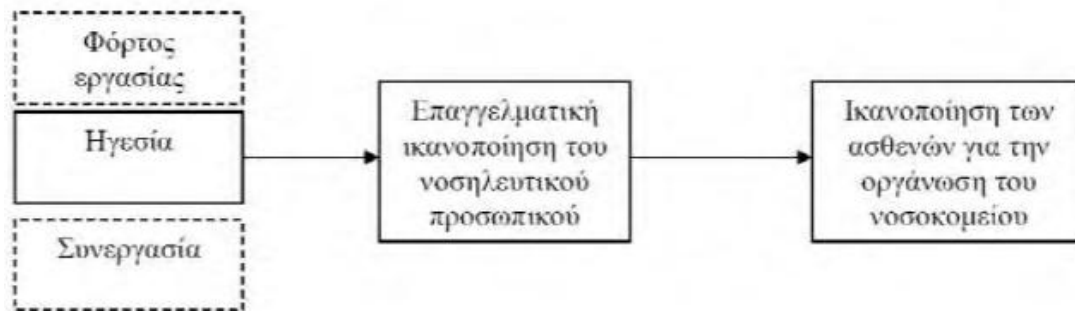 Φόρτος
εργασίας
Ηγεσία
Συνεργασία
Επαγγελματική
ικανοποίηση του
νοσηλευτικού
προσωπικού
Ικανοποίηση των
ασθενών για την
οργάνωση του
νοσοκομείου